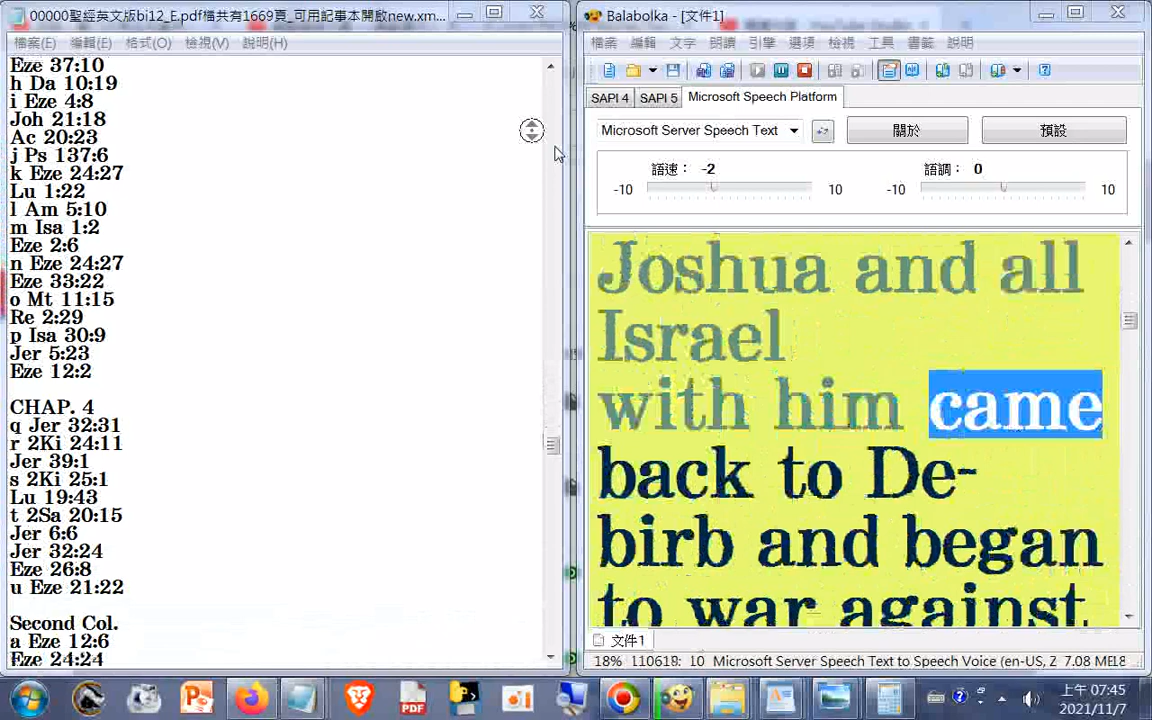 00000聖經英文版bi12_E.pdf檔共有1669頁_可用記事本開啟new.xm...
檔案(E) 編輯(E) 格式(O) 檢視(V) 說明(H)
Eze 37:10
h Da 10:19
i Eze 4:8
Joh 21:18
Ac 20:23
j Ps 137:6
k Eze 24:27
Lu 1:22
l Am 5:10
m Isa 1:2
Eze 2:6
n Eze 24:27
Eze 33:22
o Mt 11:15
Re 2:29
p Isa 30:9
Jer 5:23
Eze 12:2
CHAP. 4
q Jer 32:31
r 2Ki 24:11
Jer 39:1
s 2Ki 25:1
Lu 19:43
t 2Sa 20:15
Jer 6:6
Jer 32:24
Eze 26:8
u Eze 21:22
Second Col.
a Eze 12:6
Eze 24:24
Balabolka - [文件1]
檔案 編輯 文字 朗讀 引擎 選項 檢視 工具 書籤 說明
SAPI 4 SAPI 5 Microsoft Speech Platform
Microsoft Server Speech Text 關於 預設
語速： -2 語調： 0
-10 10 -10 10
Joshua and all
Israel
with him came
back to De-
birb and began
to war against
文件1
18% 110618: 10 Microsoft Server Speech Text to Speech Voice (en-US, Z 7.08 ME18%
PDF
上午 07:45
2021/11/7